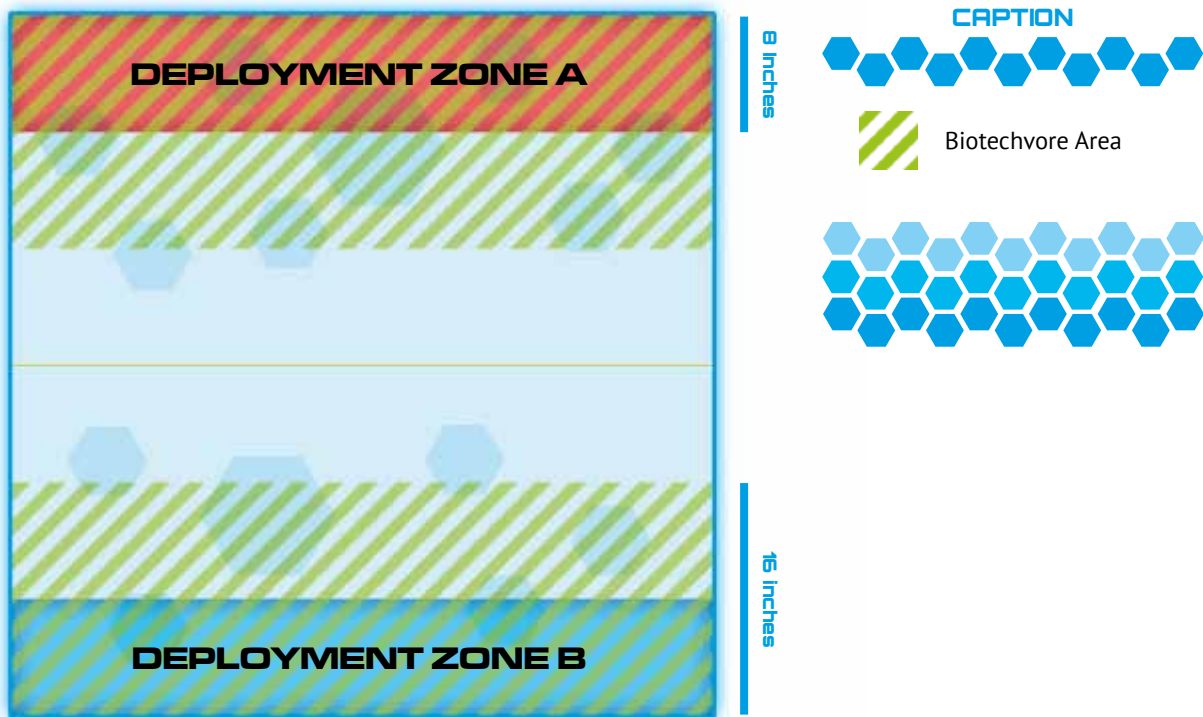 DEPLOYMENT ZONE A
8 Inches
CAPTION
Biotechvore Area
16 inches
DEPLOYMENT ZONE B